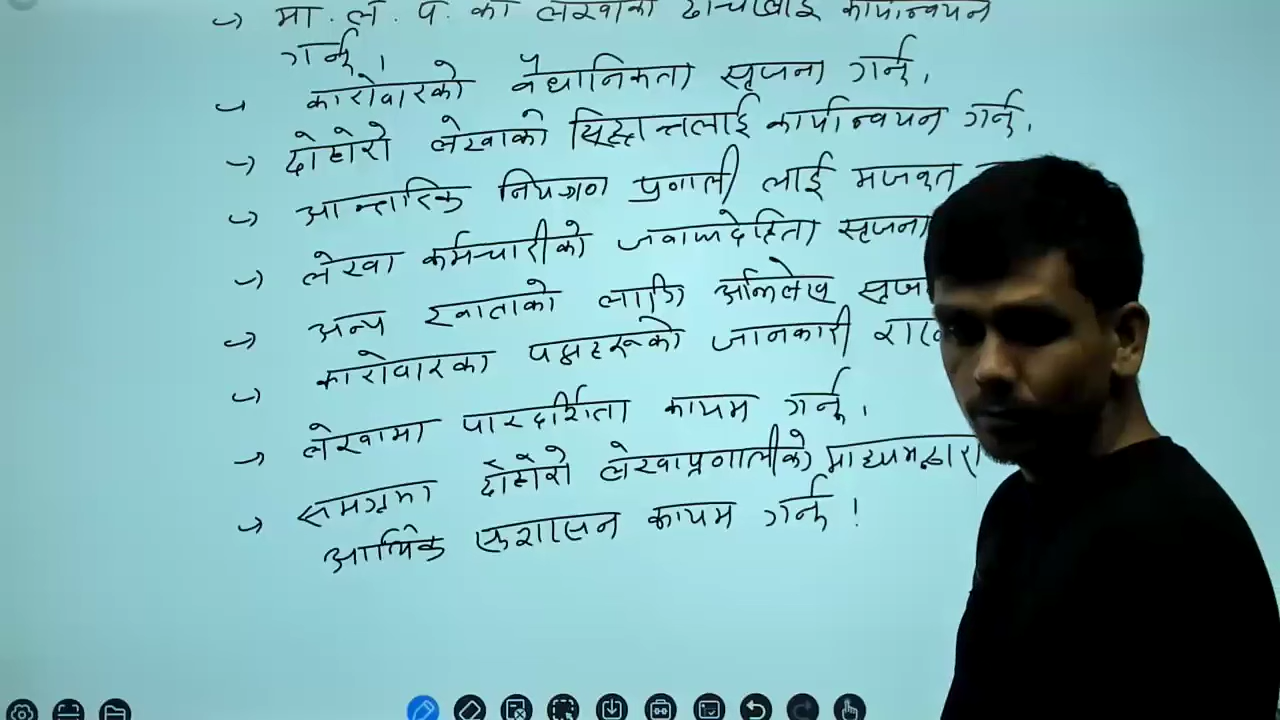 → मा. ले. प. को लेखाका ढाँचालाई कार्यान्वयन
गर्नु ।
→ कारोवारको वैधानिकता सृजना गर्नु ।
→ दोहोरो लेखाको सिद्धान्तलाई कार्यान्वयन गर्नु ।
→ आन्तरिक नियन्त्रण प्रणाली लाई मजवुत
→ लेखा कर्मचारीको जवाफदेहिता सृजना
→ अन्य खाताको लागि अभिलेख सृज
→ कारोवारका पक्षहरूको जानकारी राख
→ लेखामा पारदर्शिता कायम गर्नु ।
→ समग्रमा दोहोरो लेखाप्रणालीको माध्यमद्वारा
आर्थिक सुशासन कायम गर्नु !